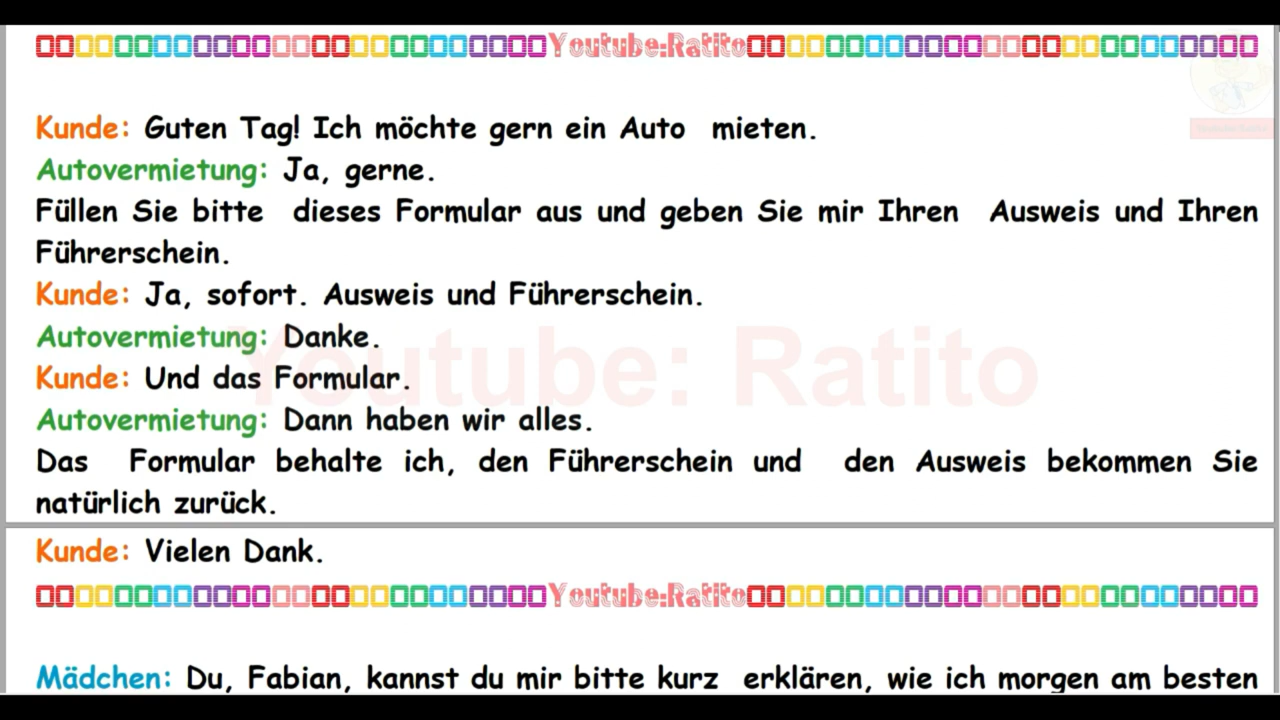 Youtube:Ratito
Kunde: Guten Tag! Ich möchte gern ein Auto mieten.
Autovermietung: Ja, gerne.
Füllen Sie bitte dieses Formular aus und geben Sie mir Ihren Ausweis und Ihren
Führerschein.
Kunde: Ja, sofort. Ausweis und Führerschein.
Autovermietung: Danke.
Youtube: Ratito
Kunde: Und das Formular.
Autovermietung: Dann haben wir alles.
Das Formular behalte ich, den Führerschein und den Ausweis bekommen Sie
natürlich zurück.
Kunde: Vielen Dank.
Youtube:Ratito
Mädchen: Du, Fabian, kannst du mir bitte kurz erklären, wie ich morgen am besten